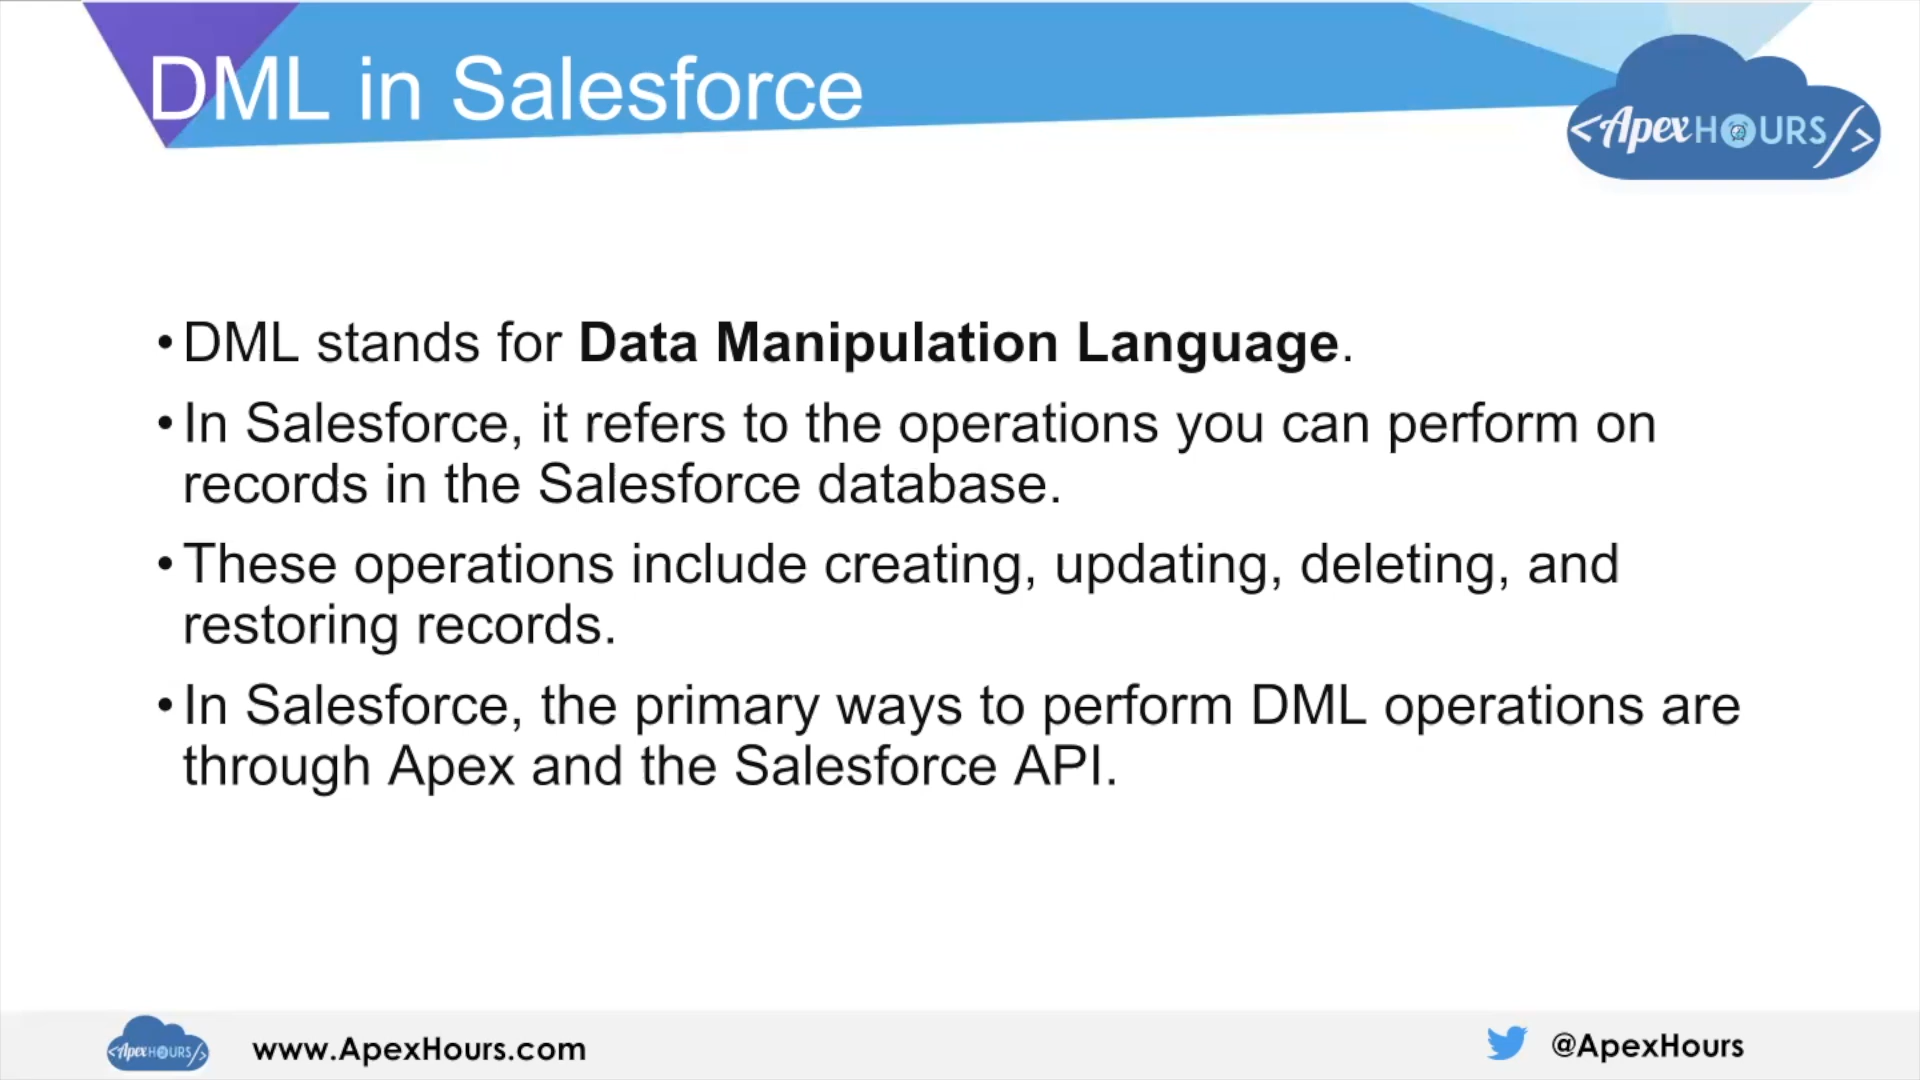 DML in Salesforce
<ApexHOURS/>
•DML stands for Data Manipulation Language.
•In Salesforce, it refers to the operations you can perform on
records in the Salesforce database.
•These operations include creating, updating, deleting, and
restoring records.
•In Salesforce, the primary ways to perform DML operations are
through Apex and the Salesforce API.
<ApexHOURS/>
www.ApexHours.com
@ApexHours